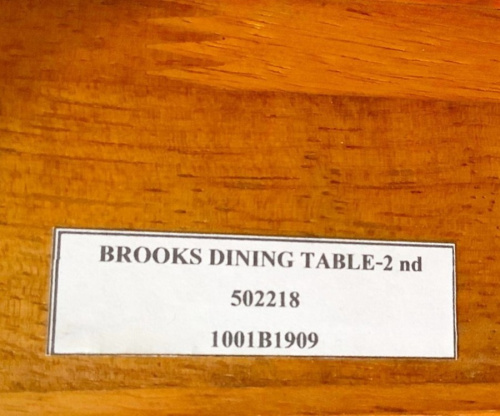 BROOKS DINING TABLE-2 nd
502218
1001B1909